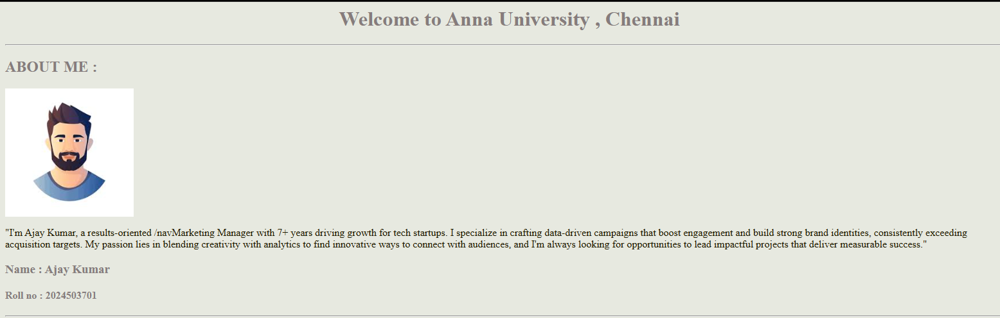 Welcome to Anna University , Chennai
ABOUT ME :
"I'm Ajay Kumar, a results-oriented /navMarketing Manager with 7+ years driving growth for tech startups. I specialize in crafting data-driven campaigns that boost engagement and build strong brand identities, consistently exceeding
acquisition targets. My passion lies in blending creativity with analytics to find innovative ways to connect with audiences, and I'm always looking for opportunities to lead impactful projects that deliver measurable success."
Name : Ajay Kumar
Roll no : 2024503701